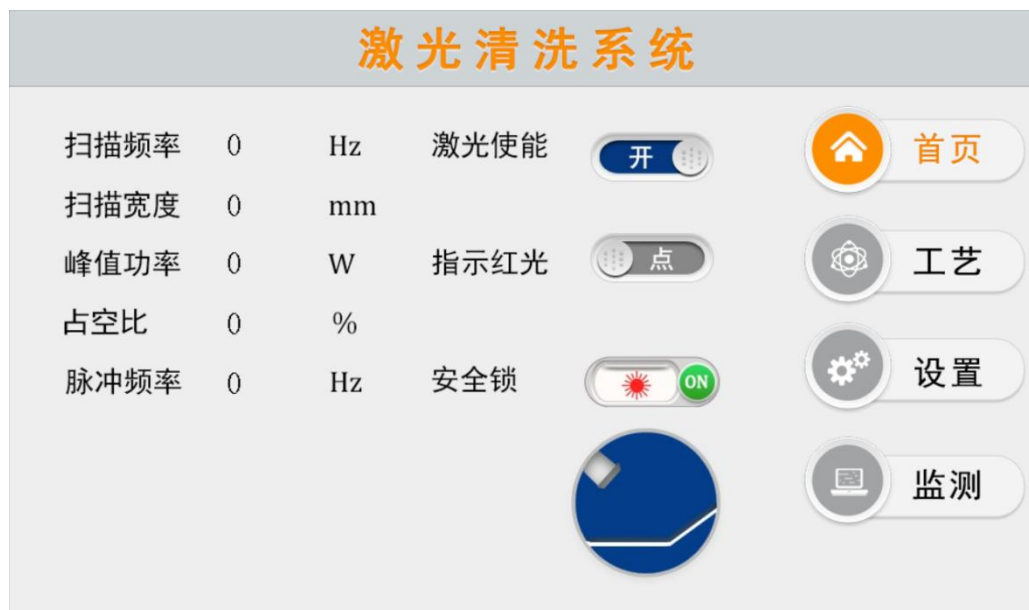 激光清洗系统
扫描频率 0 Hz 激光使能 开
扫描宽度 0 mm
峰值功率 0 W 指示红光 点
占空比 0 %
脉冲频率 0 Hz 安全锁 ON
首页
工艺
设置
监测